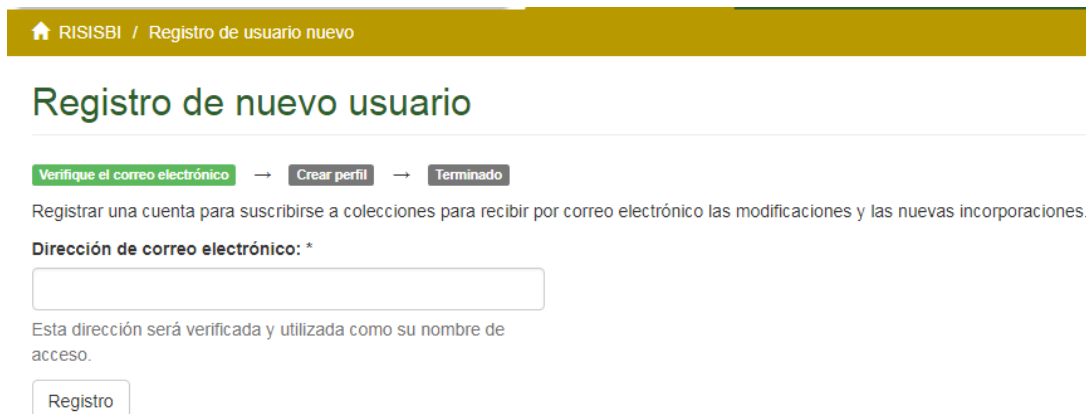 RISISBI / Registro de usuario nuevo
Registro de nuevo usuario
Verifique el correo electrónico → Crear perfil → Terminado
Registrar una cuenta para suscribirse a colecciones para recibir por correo electrónico las modificaciones y las nuevas incorporaciones.
Dirección de correo electrónico: *
Esta dirección será verificada y utilizada como su nombre de
acceso.
Registro